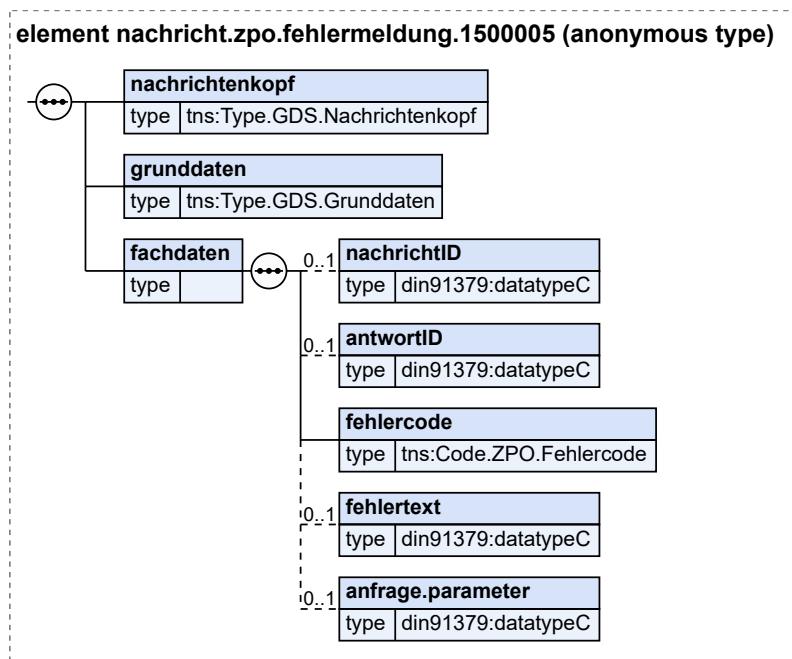 element nachricht.zpo.fehlermeldung.1500005 (anonymous type)
nachrichtenkopf
type tns:Type.GDS.Nachrichtenkopf
grunddaten
type tns:Type.GDS.Grunddaten
fachdaten
type
0..1 nachrichtID
type din91379:datatypeC
0..1 antwortID
type din91379:datatypeC
fehlercode
type tns:Code.ZPO.Fehlercode
0..1 fehlertext
type din91379:datatypeC
0..1 anfrage.parameter
type din91379:datatypeC